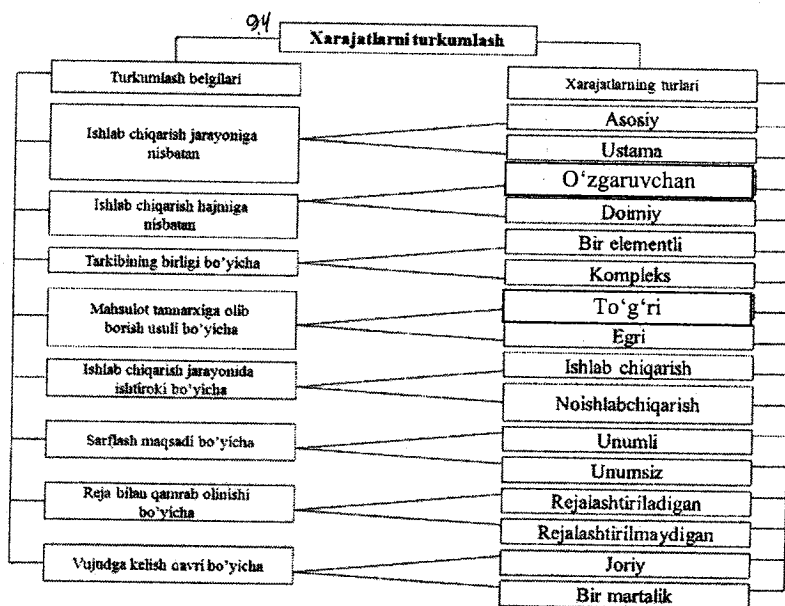 9.4
Xarajatlarni turkumlash
Turkumlash belgilari
Xarajatlarning turlari
Ishlab chiqarish jarayoniga
nisbatan
Asosiy
Ustama
Ishlab chiqarish hajmiga
nisbatan
O‘zgaruvchan
Doimiy
Tarkibining birligi bo’yicha
Bir elementli
Kompleks
Mahsulot tannarxiga olib
borish usuli bo’yicha
To‘g‘ri
Egri
Ishlab chiqarish jarayonida
ishtiroki bo’yicha
Ishlab chiqarish
Noishlabchiqarish
Sarflash maqsadi bo’yicha
Unumli
Unumsiz
Reja bilan qamrab olinishi
bo’yicha
Rejalashtiriladigan
Rejalashtirilmaydigan
Vujudga kelish davri bo’yicha
Joriy
Bir martalik